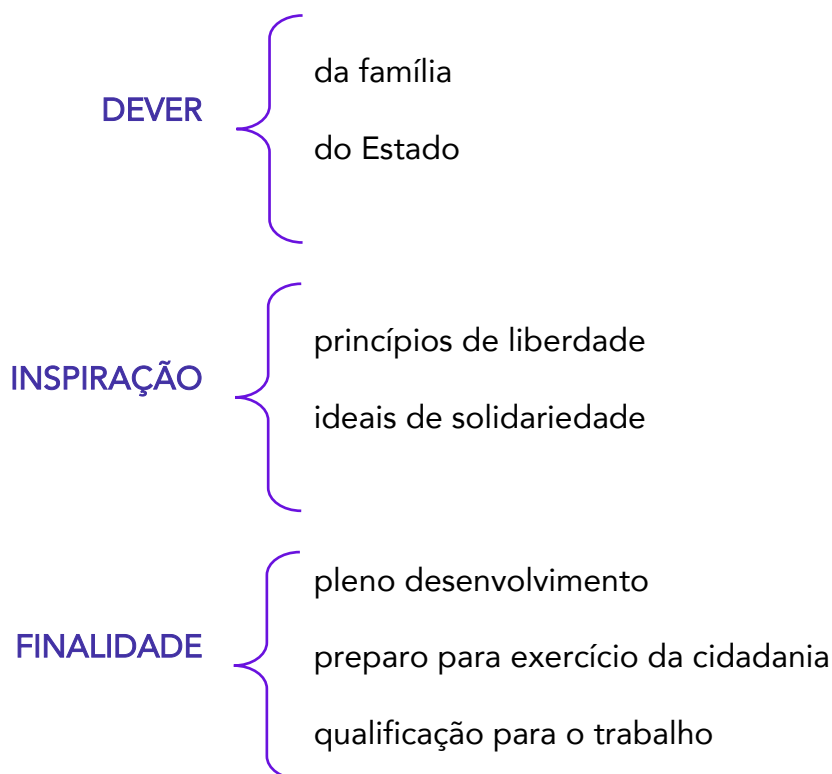 DEVER
da família
do Estado
INSPIRAÇÃO
princípios de liberdade
ideais de solidariedade
FINALIDADE
pleno desenvolvimento
preparo para exercício da cidadania
qualificação para o trabalho